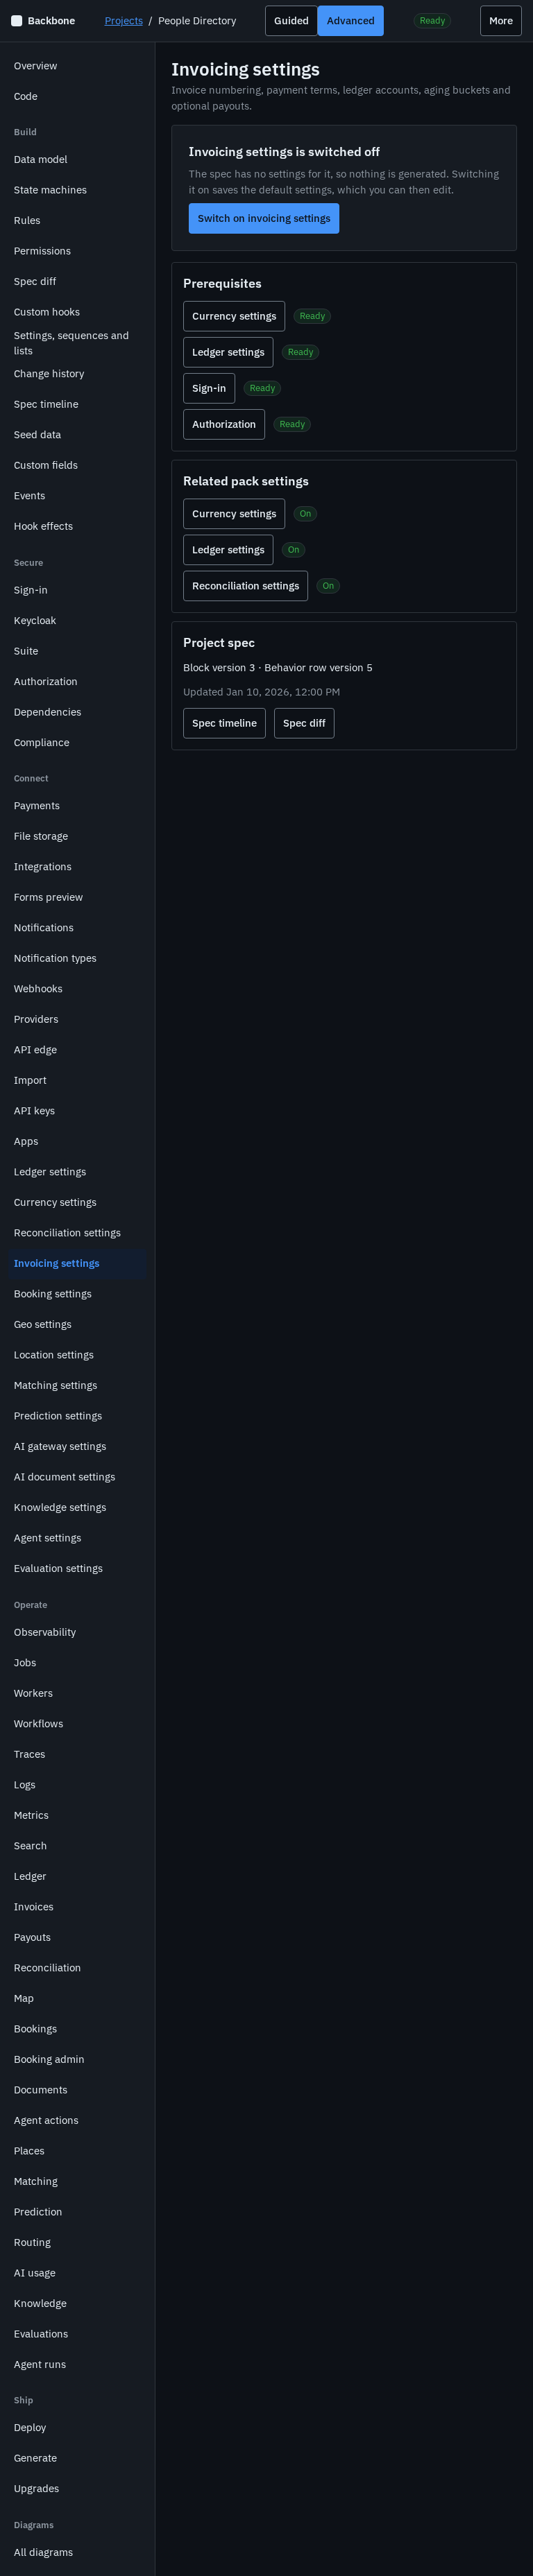 Backbone
Projects / People Directory
Guided
Advanced
Ready
More
Overview
Code
Build
Data model
State machines
Rules
Permissions
Spec diff
Custom hooks
Settings, sequences and
lists
Change history
Spec timeline
Seed data
Custom fields
Events
Hook effects
Secure
Sign-in
Keycloak
Suite
Authorization
Dependencies
Compliance
Connect
Payments
File storage
Integrations
Forms preview
Notifications
Notification types
Webhooks
Providers
API edge
Import
API keys
Apps
Ledger settings
Currency settings
Reconciliation settings
Invoicing settings
Booking settings
Geo settings
Location settings
Matching settings
Prediction settings
AI gateway settings
AI document settings
Knowledge settings
Agent settings
Evaluation settings
Operate
Observability
Jobs
Workers
Workflows
Traces
Logs
Metrics
Search
Ledger
Invoices
Payouts
Reconciliation
Map
Bookings
Booking admin
Documents
Agent actions
Places
Matching
Prediction
Routing
AI usage
Knowledge
Evaluations
Agent runs
Ship
Deploy
Generate
Upgrades
Diagrams
All diagrams
Invoicing settings
Invoice numbering, payment terms, ledger accounts, aging buckets and
optional payouts.
Invoicing settings is switched off
The spec has no settings for it, so nothing is generated. Switching
it on saves the default settings, which you can then edit.
Switch on invoicing settings
Prerequisites
Currency settings Ready
Ledger settings Ready
Sign-in Ready
Authorization Ready
Related pack settings
Currency settings On
Ledger settings On
Reconciliation settings On
Project spec
Block version 3 · Behavior row version 5
Updated Jan 10, 2026, 12:00 PM
Spec timeline Spec diff